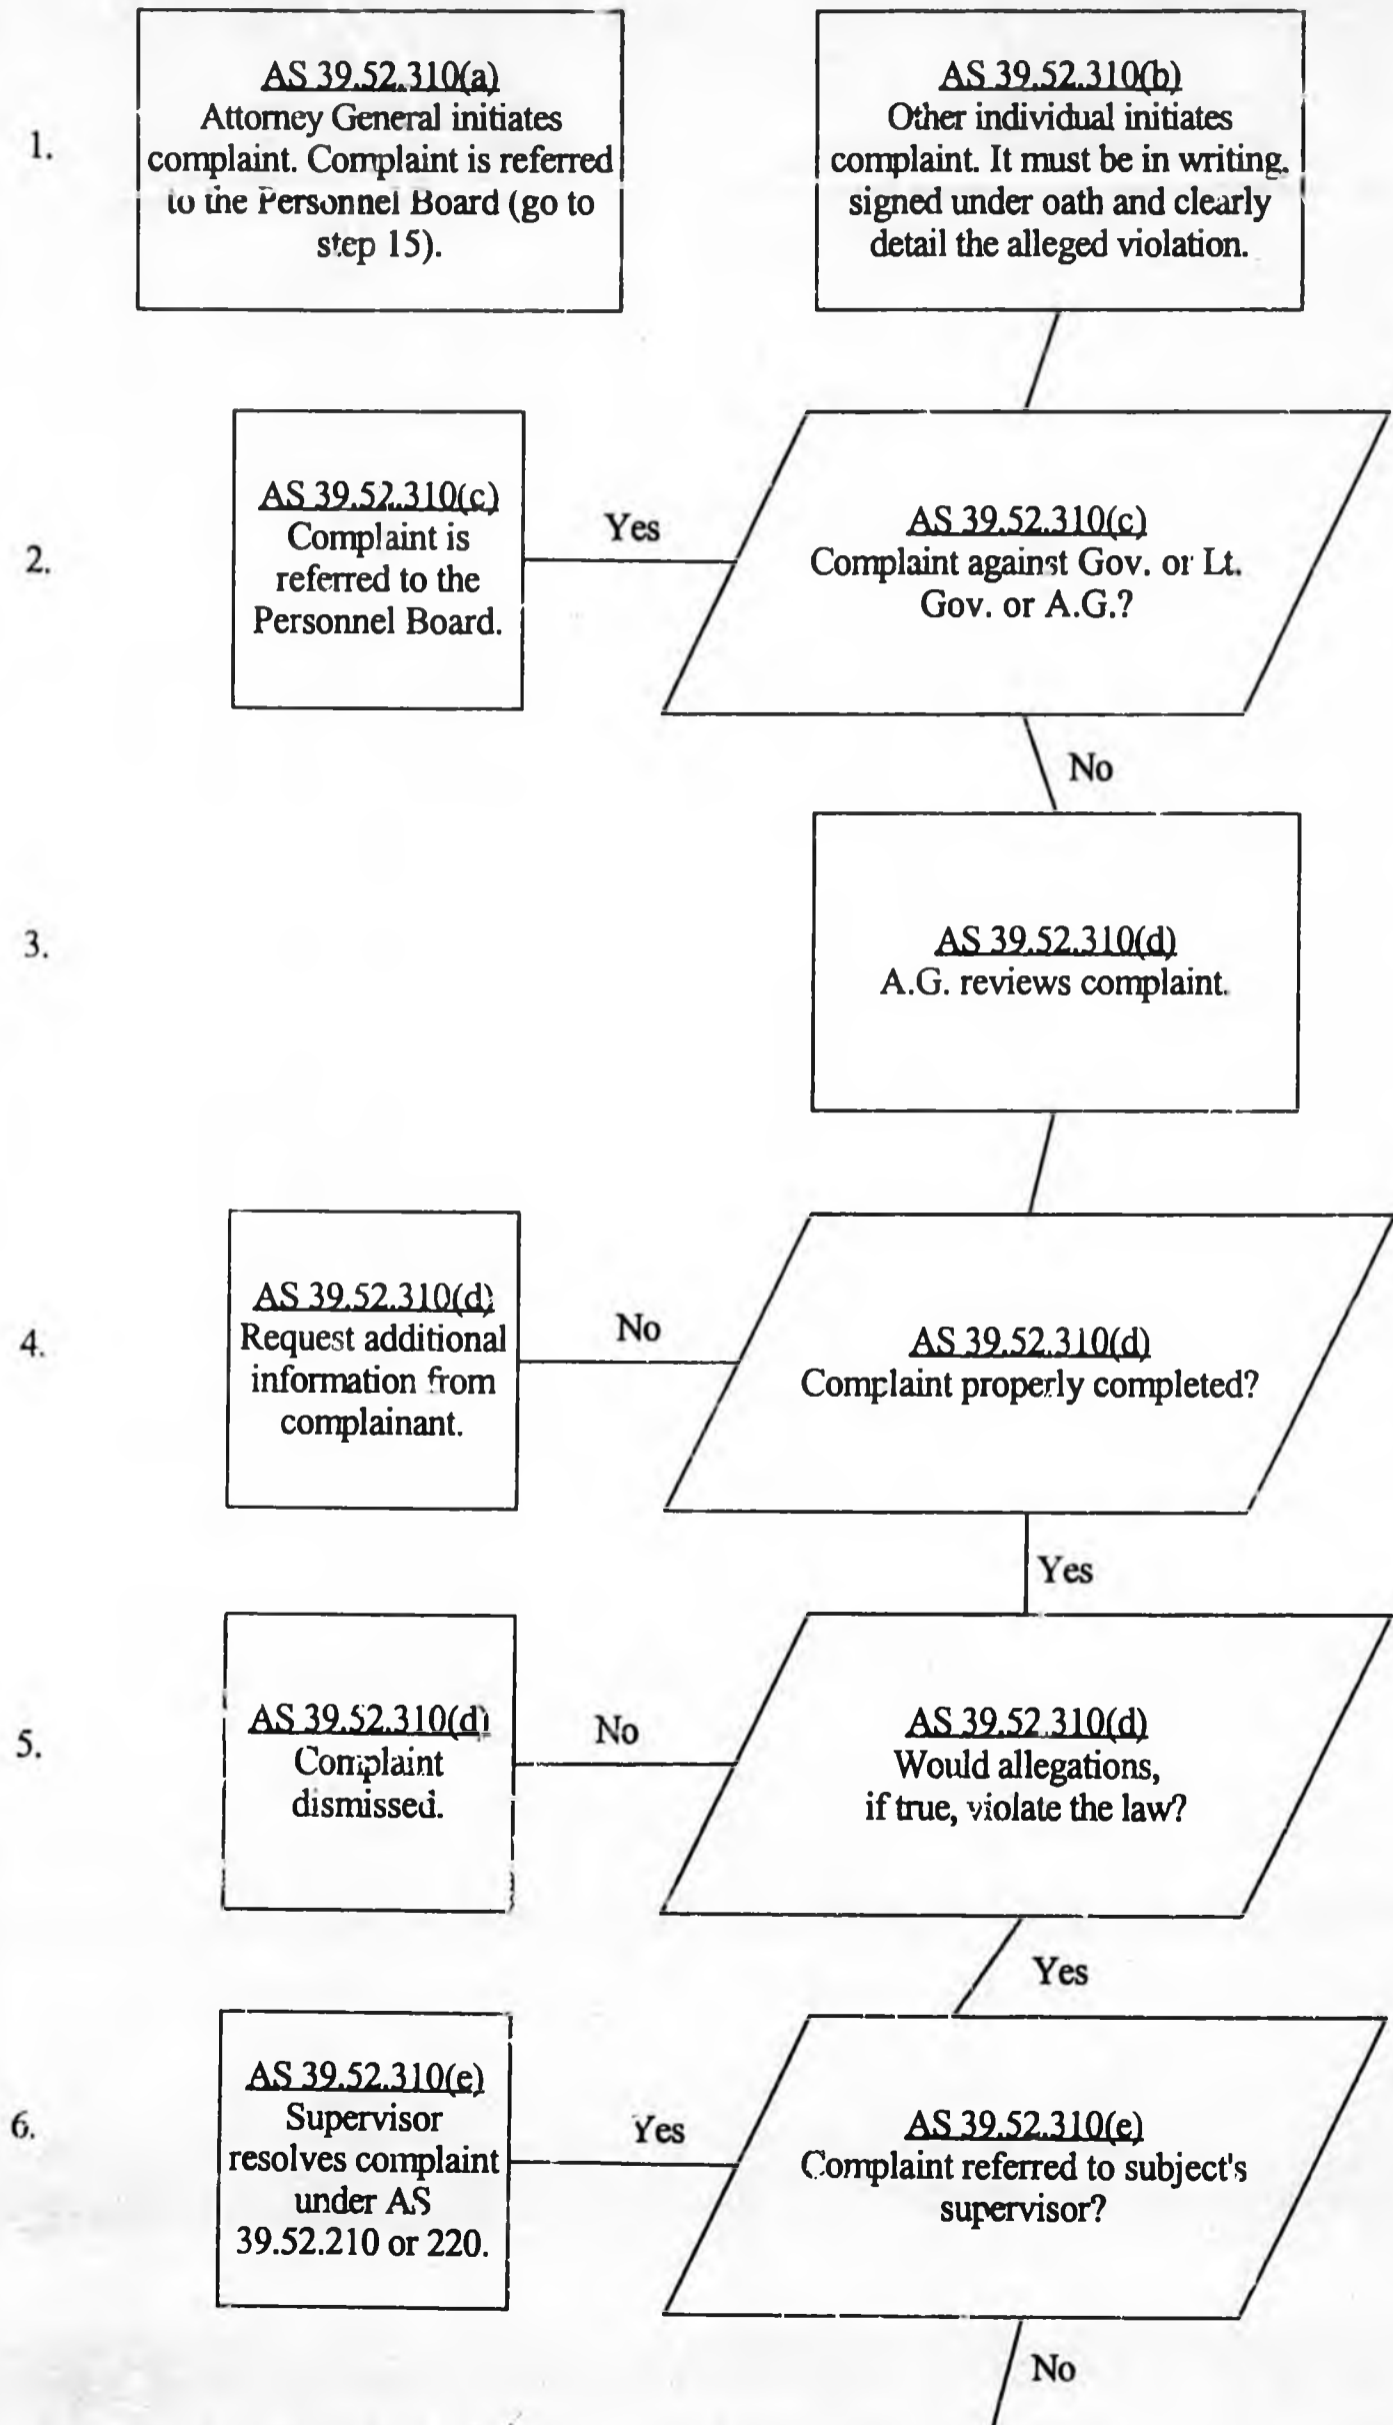 1.
AS 39.52.310(a)
Attorney General initiates
complaint. Complaint is referred
to the Personnel Board (go to
step 15).
AS 39.52.310(b)
Other individual initiates
complaint. It must be in writing,
signed under oath and clearly
detail the alleged violation.
2.
AS 39.52.310(c)
Complaint is
referred to the
Personnel Board.
Yes
AS 39.52.310(c)
Complaint against Gov. or Lt.
Gov. or A.G.?
No
3.
AS 39.52.310(d)
A.G. reviews complaint.
4.
AS 39.52.310(d)
Request additional
information from
complainant.
No
AS 39.52.310(d)
Complaint properly completed?
Yes
5.
AS 39.52.310(d)
Complaint
dismissed.
No
AS 39.52.310(d)
Would allegations,
if true, violate the law?
Yes
6.
AS 39.52.310(e)
Supervisor
resolves complaint
under AS
39.52.210 or 220.
Yes
AS 39.52.310(e)
Complaint referred to subject's
supervisor?
No